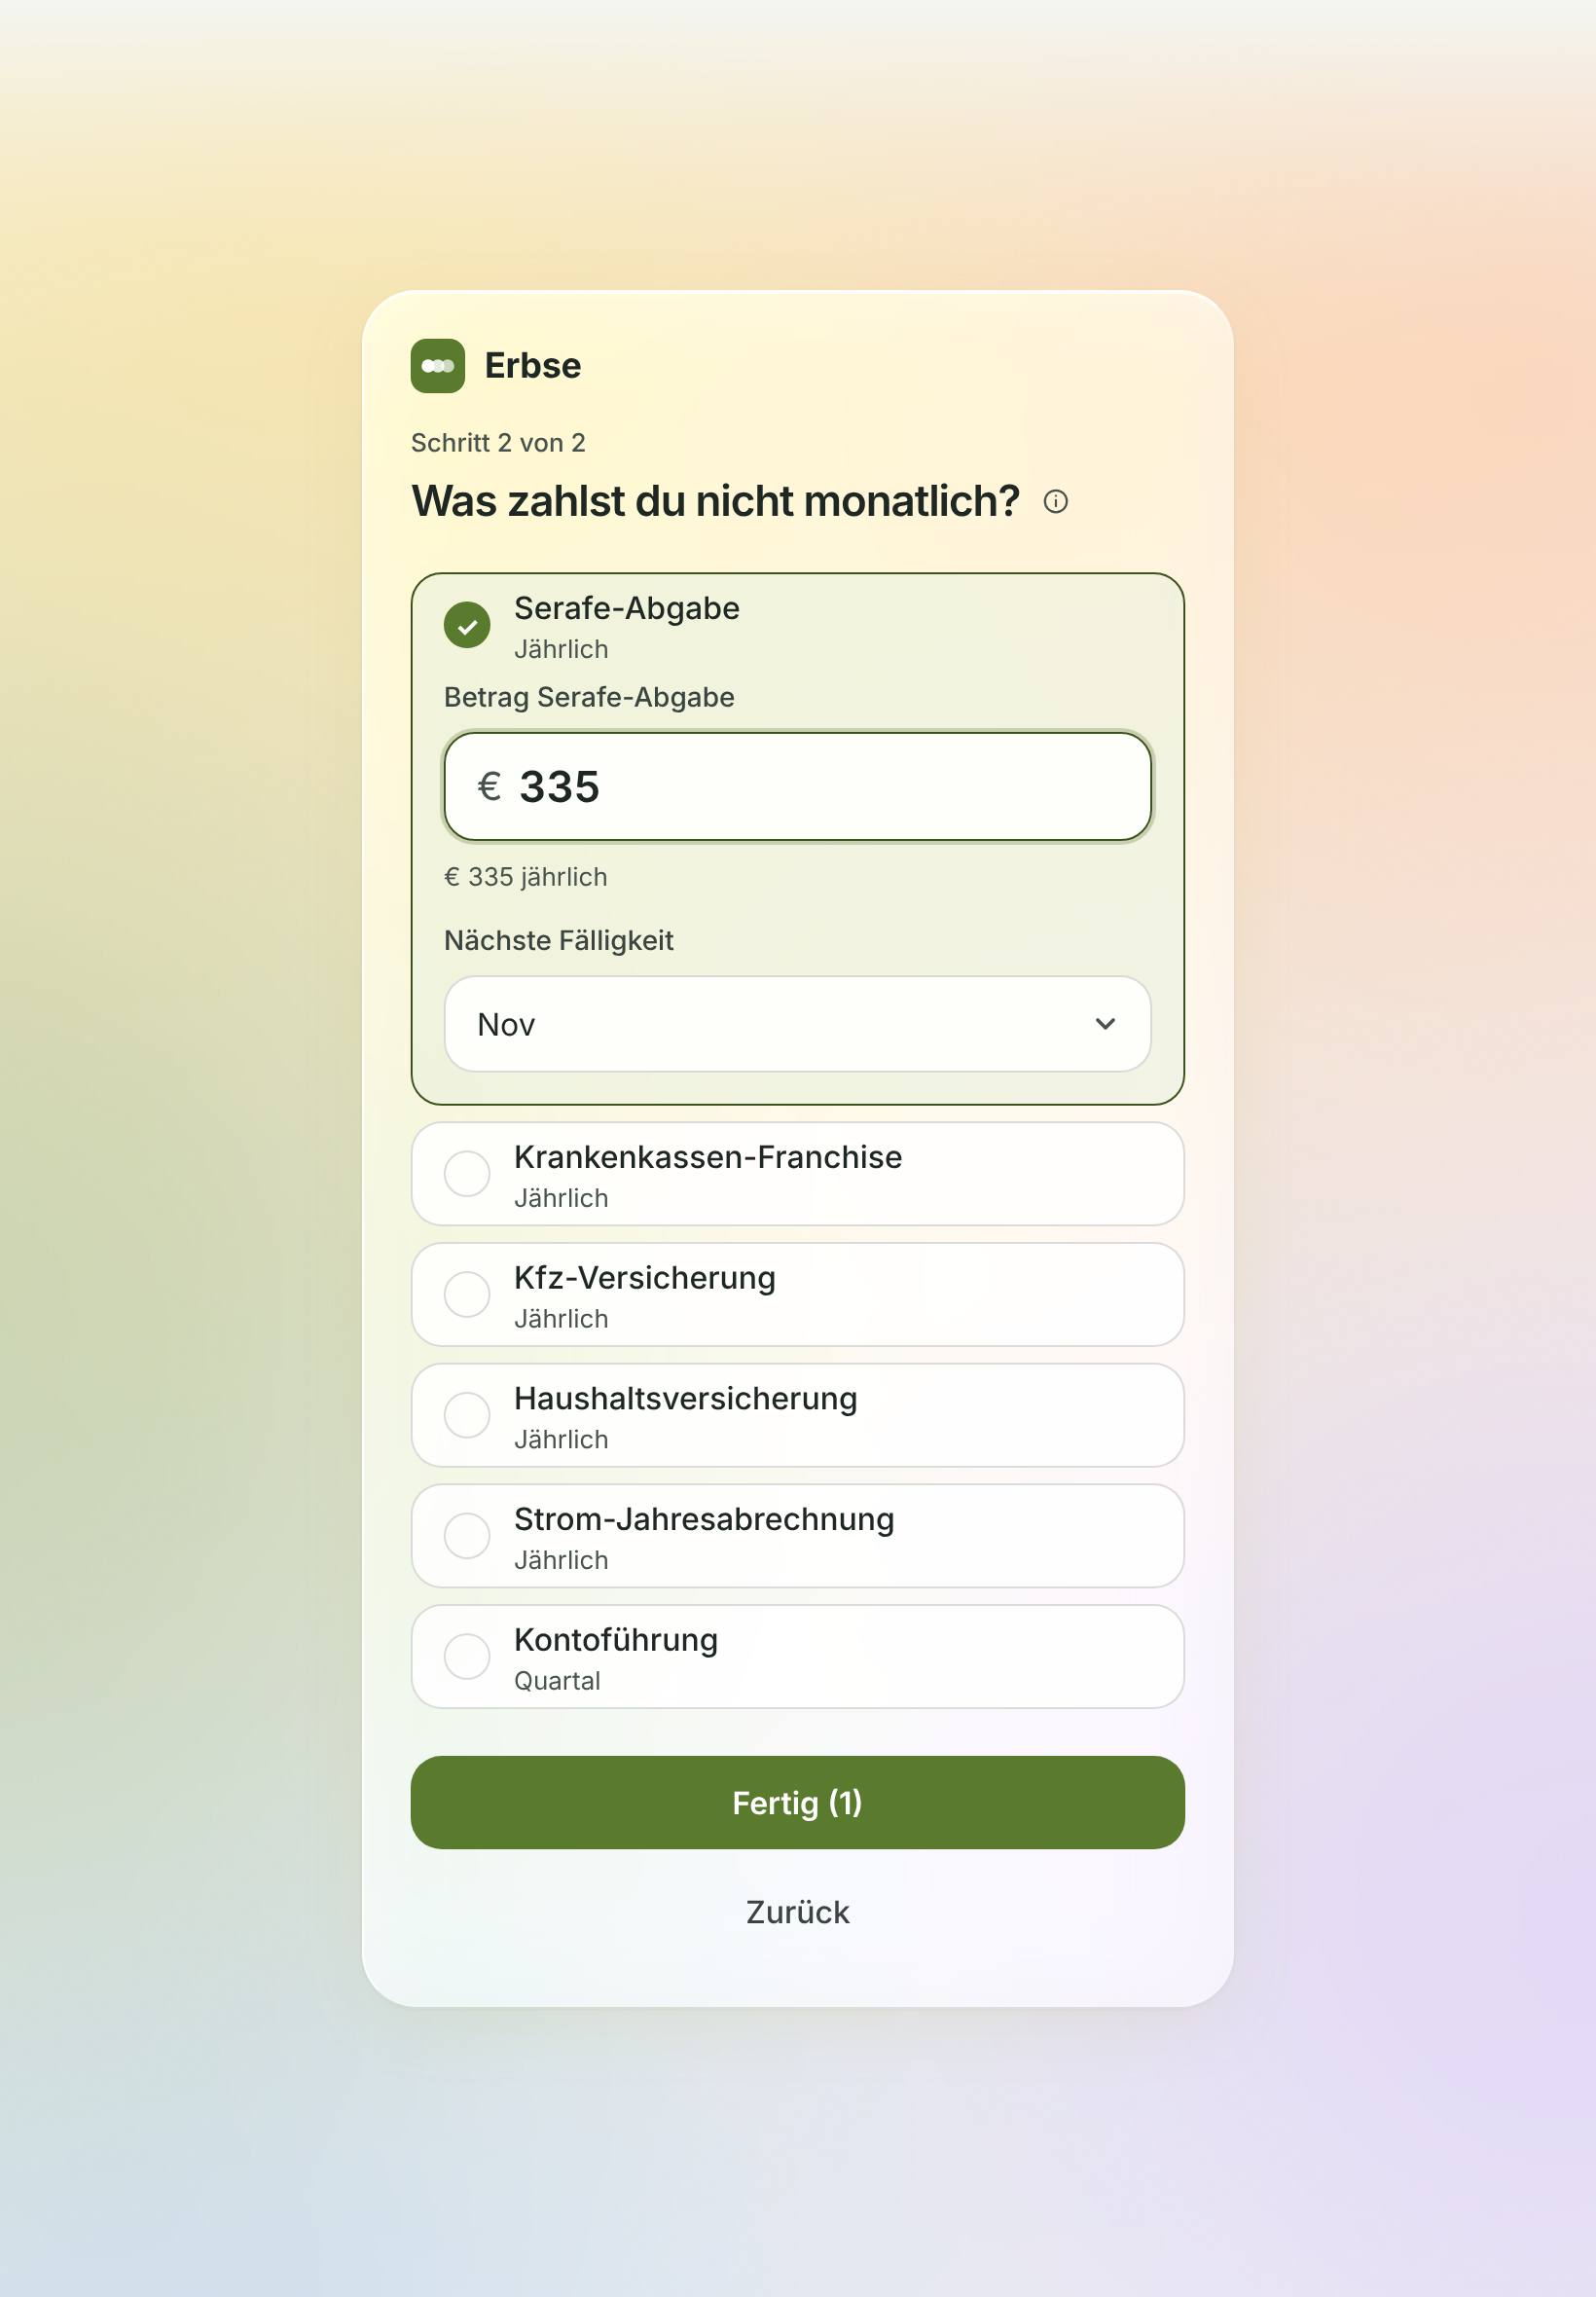 Erbse
Schritt 2 von 2
Was zahlst du nicht monatlich?
Serafe-Abgabe
Jährlich
Betrag Serafe-Abgabe
€ 335
€ 335 jährlich
Nächste Fälligkeit
Nov
Krankenkassen-Franchise
Jährlich
Kfz-Versicherung
Jährlich
Haushaltsversicherung
Jährlich
Strom-Jahresabrechnung
Jährlich
Kontoführung
Quartal
Fertig (1)
Zurück